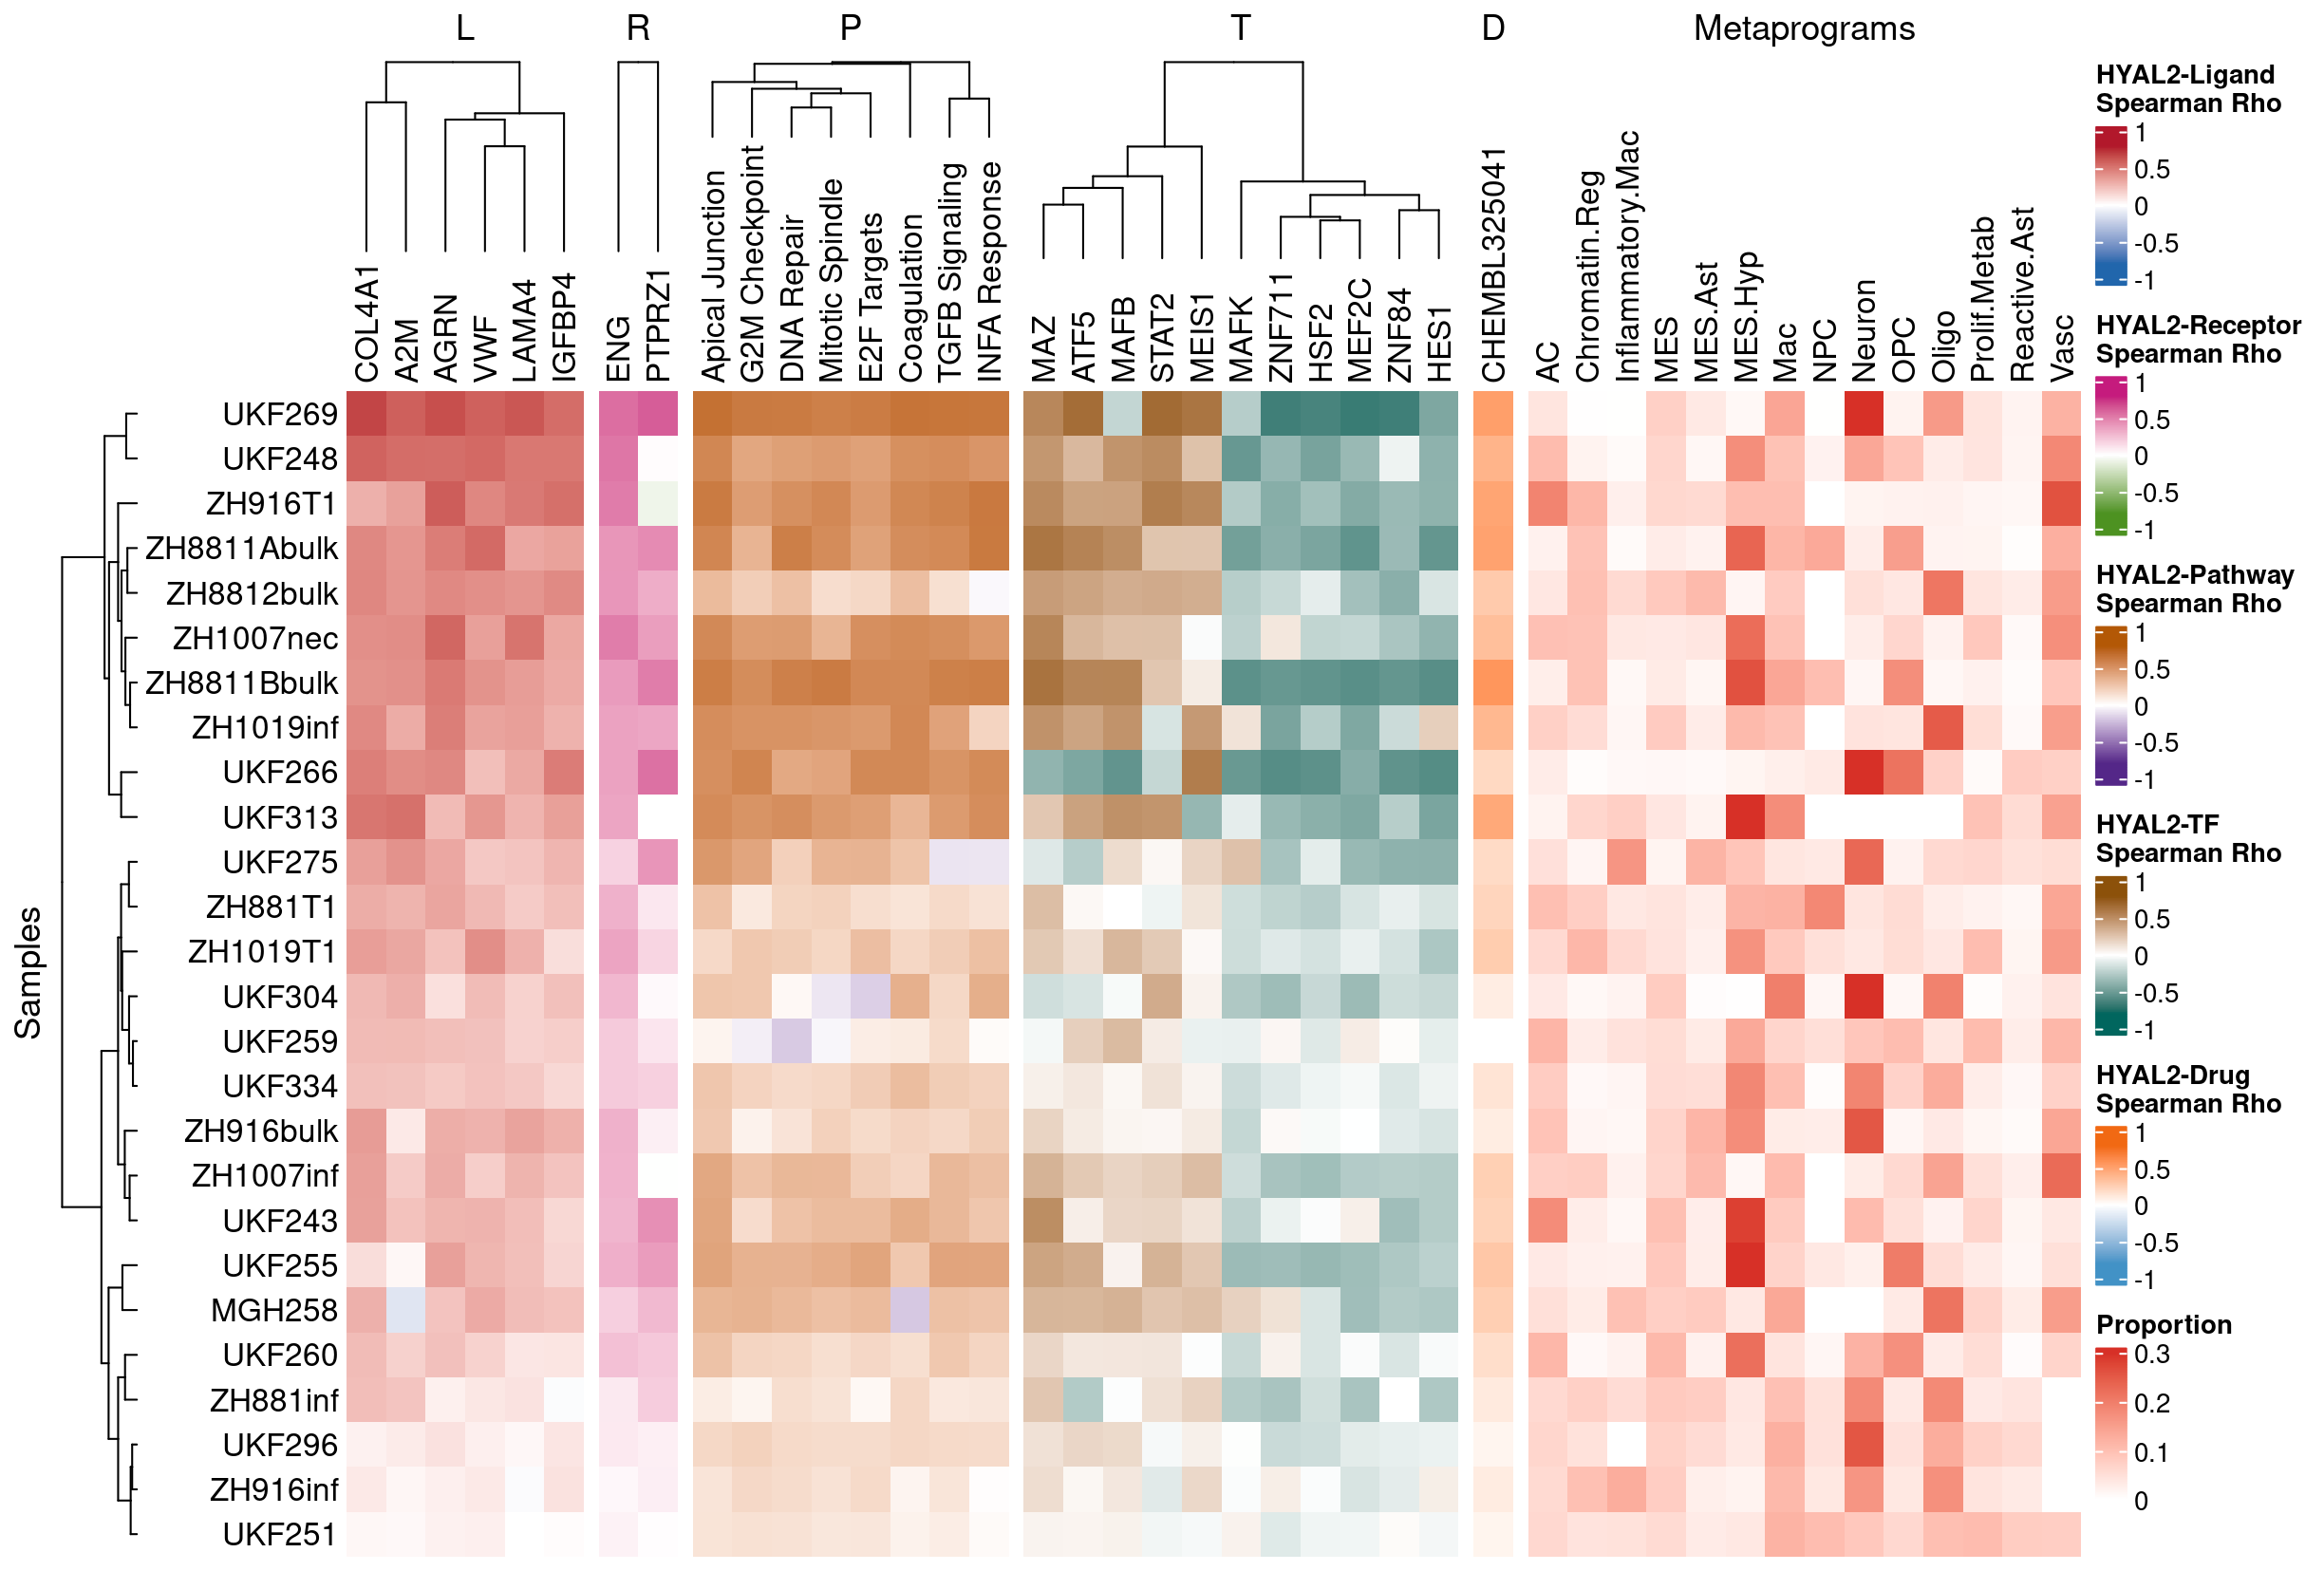 L
R
P
T
D
Metaprograms
COL4A1
A2M
AGRN
VWF
LAMA4
IGFBP4
ENG
PTPRZ1
Apical Junction
G2M Checkpoint
DNA Repair
Mitotic Spindle
E2F Targets
Coagulation
TGFB Signaling
INFA Response
MAZ
ATF5
MAFB
STAT2
MEIS1
MAFK
ZNF711
HSF2
MEF2C
ZNF84
HES1
CHEMBL325041
AC
Chromatin.Reg
Inflammatory.Mac
MES
MES.Ast
MES.Hyp
Mac
NPC
Neuron
OPC
Oligo
Prolif.Metab
Reactive.Ast
Vasc
Samples
UKF269
UKF248
ZH916T1
ZH8811Abulk
ZH8812bulk
ZH1007nec
ZH8811Bbulk
ZH1019inf
UKF266
UKF313
UKF275
ZH881T1
ZH1019T1
UKF304
UKF259
UKF334
ZH916bulk
ZH1007inf
UKF243
UKF255
MGH258
UKF260
ZH881inf
UKF296
ZH916inf
UKF251
HYAL2-Ligand
Spearman Rho
1
0.5
0
-0.5
-1
HYAL2-Receptor
Spearman Rho
1
0.5
0
-0.5
-1
HYAL2-Pathway
Spearman Rho
1
0.5
0
-0.5
-1
HYAL2-TF
Spearman Rho
1
0.5
0
-0.5
-1
HYAL2-Drug
Spearman Rho
1
0.5
0
-0.5
-1
Proportion
0.3
0.2
0.1
0